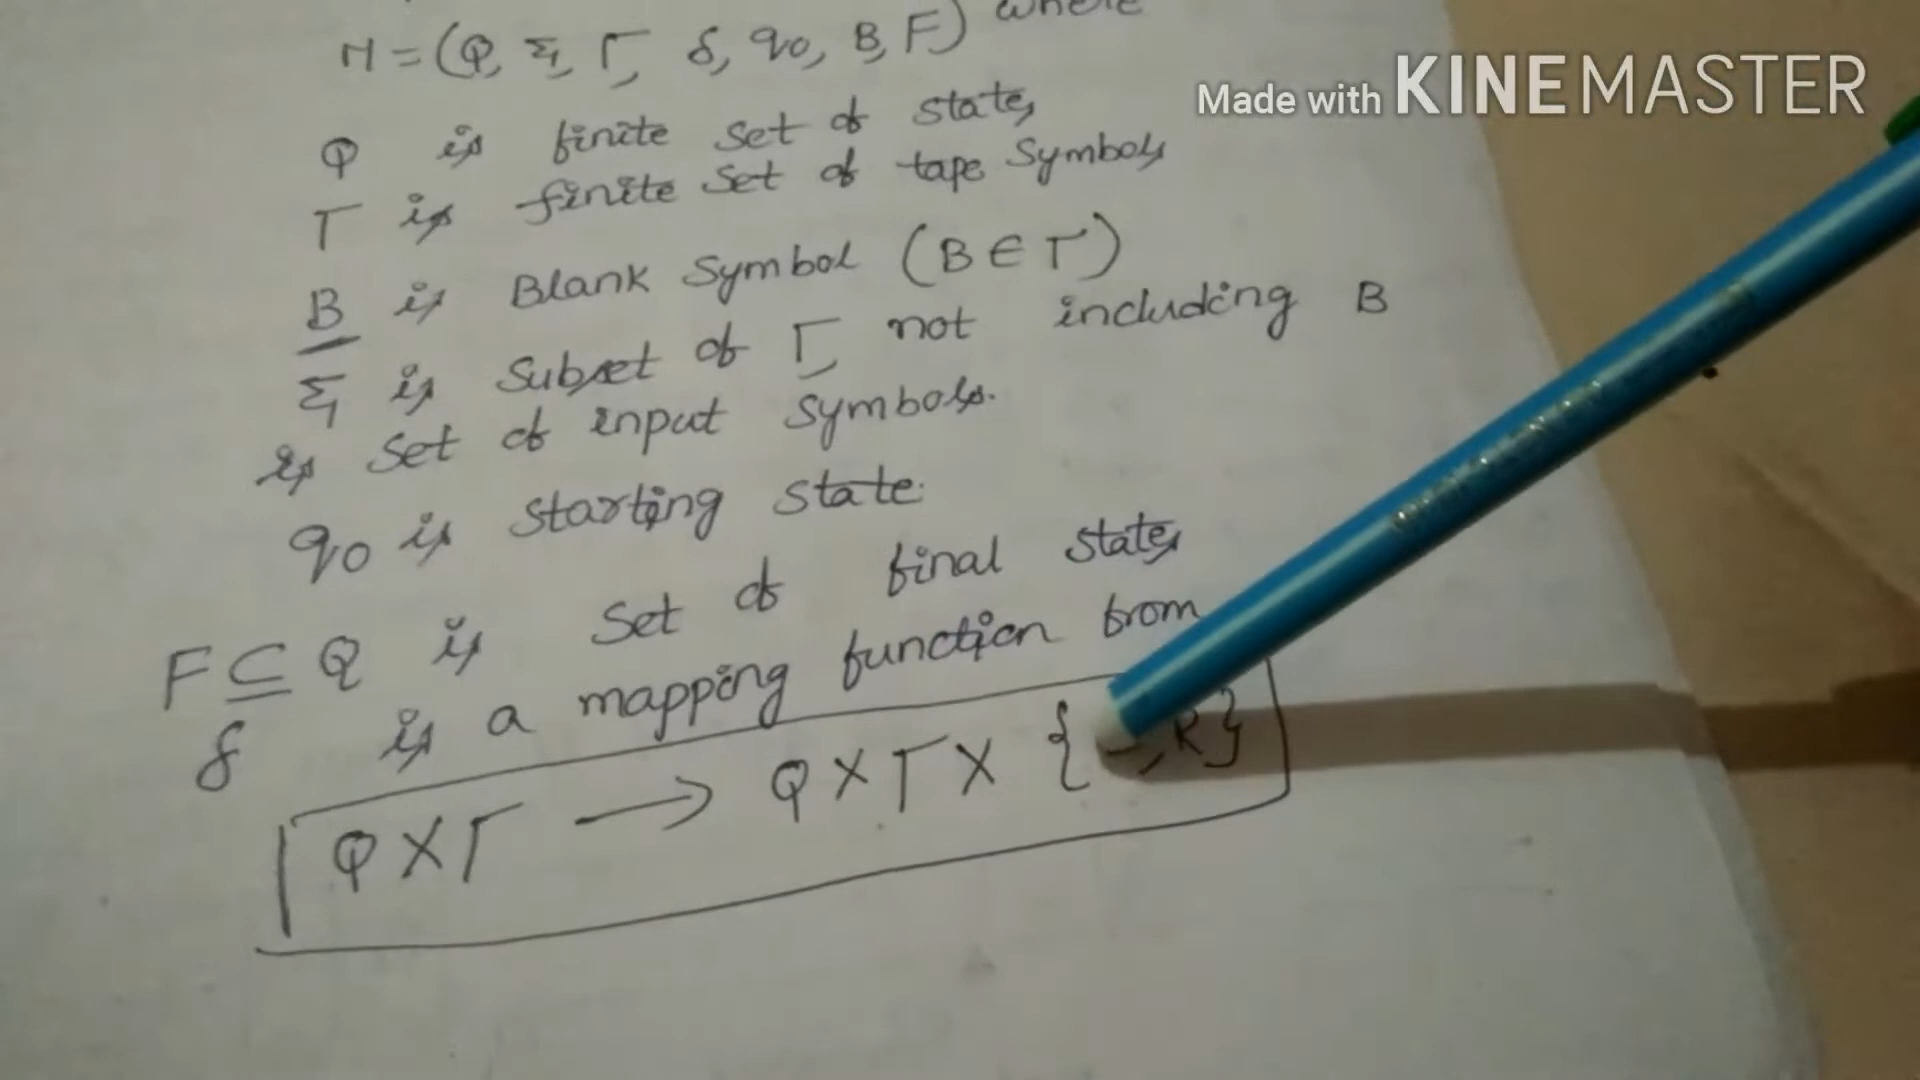 M = (Q, Σ, Γ, δ, q0, B, F) where
Made with KINEMASTER
Q is finite set of states
Γ is finite set of tape symbols
B is Blank symbol (B ∈ Γ)
Σ is subset of Γ, not including B
is set of input symbols.
q0 is starting state.
F ⊆ Q is set of final states
δ is a mapping function from
Q X Γ → Q X Γ X { , R}